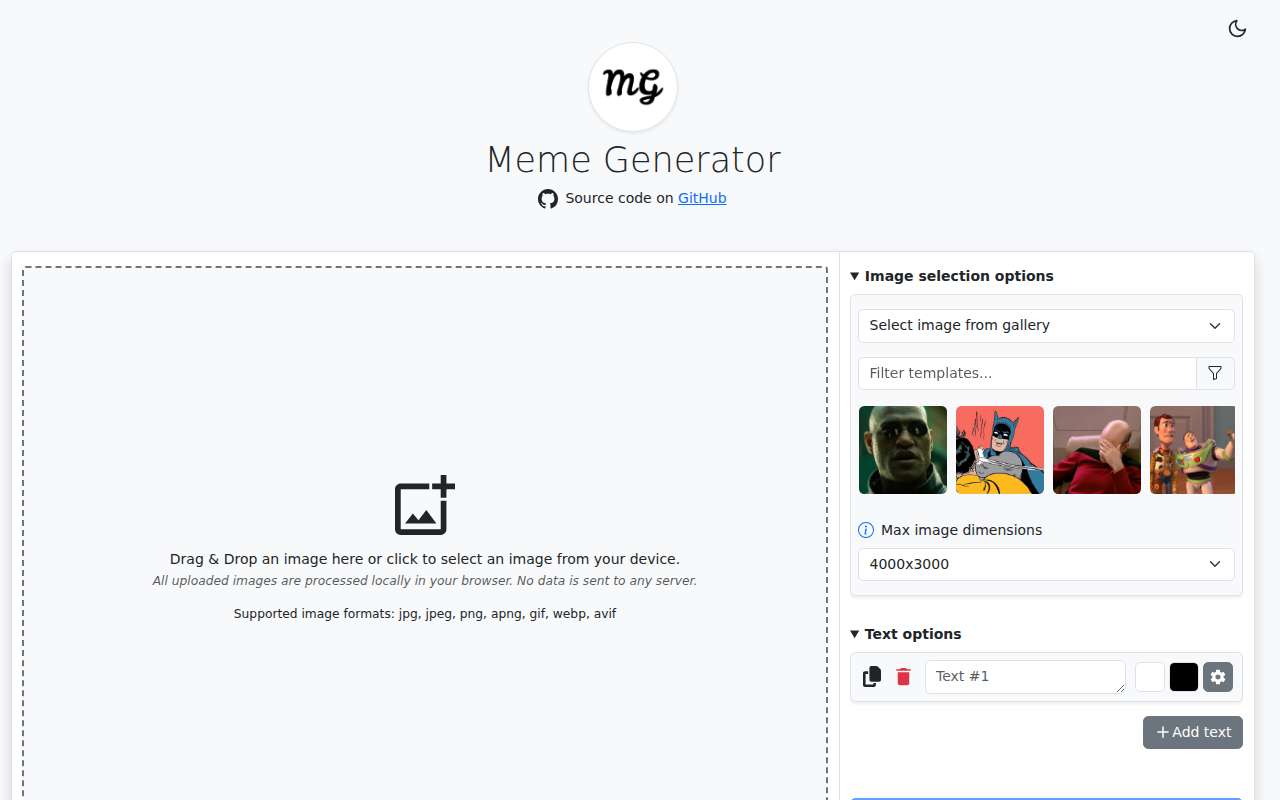 mG
Meme Generator
Source code on GitHub
Drag & Drop an image here or click to select an image from your device.
All uploaded images are processed locally in your browser. No data is sent to any server.
Supported image formats: jpg, jpeg, png, apng, gif, webp, avif
Image selection options
Select image from gallery
Filter templates...
Max image dimensions
4000x3000
Text options
Text #1
Add text